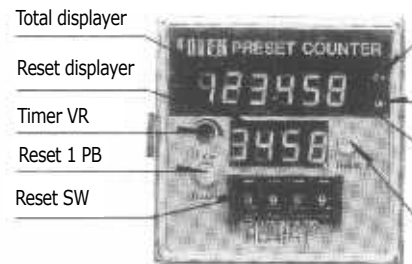 Total displayer
PRESET COUNTER
Reset displayer
123458
Timer VR
3458
Reset 1 PB
Reset SW